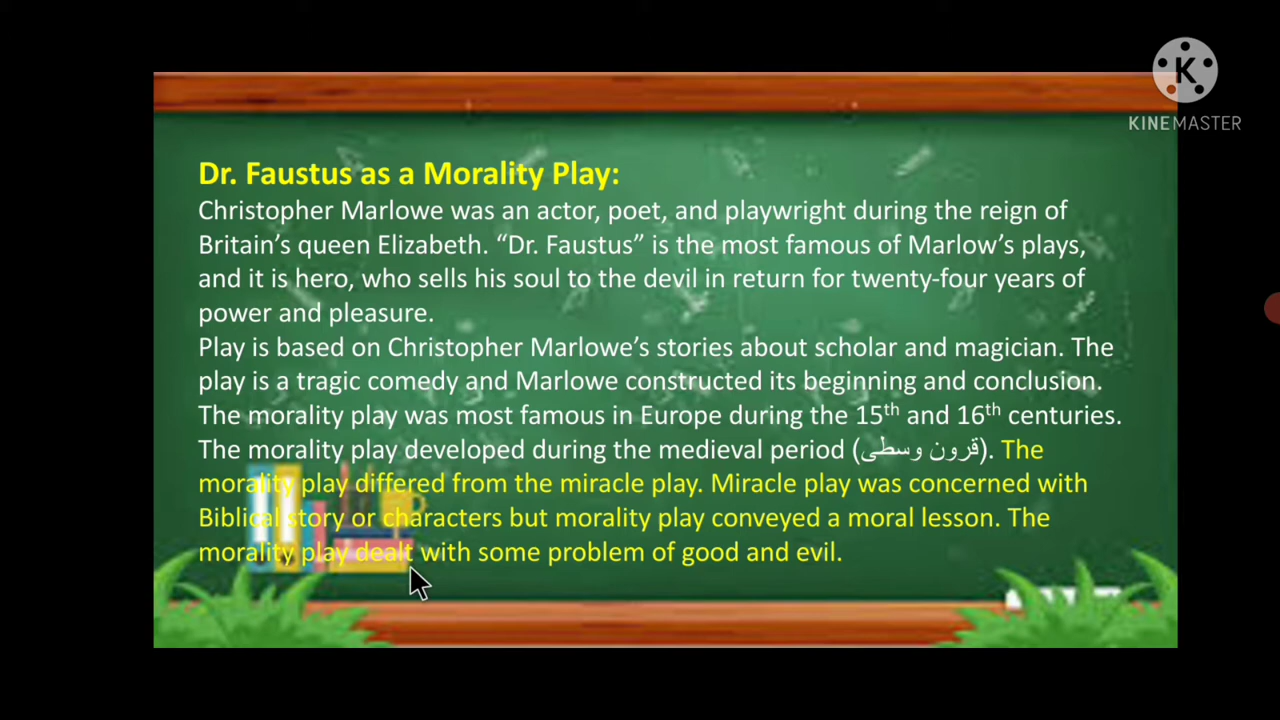 K
KINEMASTER
Dr. Faustus as a Morality Play:
Christopher Marlowe was an actor, poet, and playwright during the reign of
Britain’s queen Elizabeth. “Dr. Faustus” is the most famous of Marlow’s plays,
and it is hero, who sells his soul to the devil in return for twenty-four years of
power and pleasure.
Play is based on Christopher Marlowe’s stories about scholar and magician. The
play is a tragic comedy and Marlowe constructed its beginning and conclusion.
The morality play was most famous in Europe during the 15th and 16th centuries.
The morality play developed during the medieval period (قرون وسطی). The
morality play differed from the miracle play. Miracle play was concerned with
Biblical story or characters but morality play conveyed a moral lesson. The
morality play dealt with some problem of good and evil.